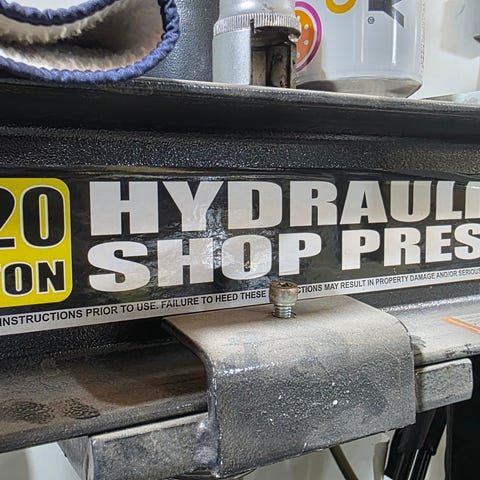 20
TON
HYDRAULI
SHOP PRES
INSTRUCTIONS PRIOR TO USE. FAILURE TO HEED THESE CTIONS MAY RESULT IN PROPERTY DAMAGE AND/OR SERIOUS